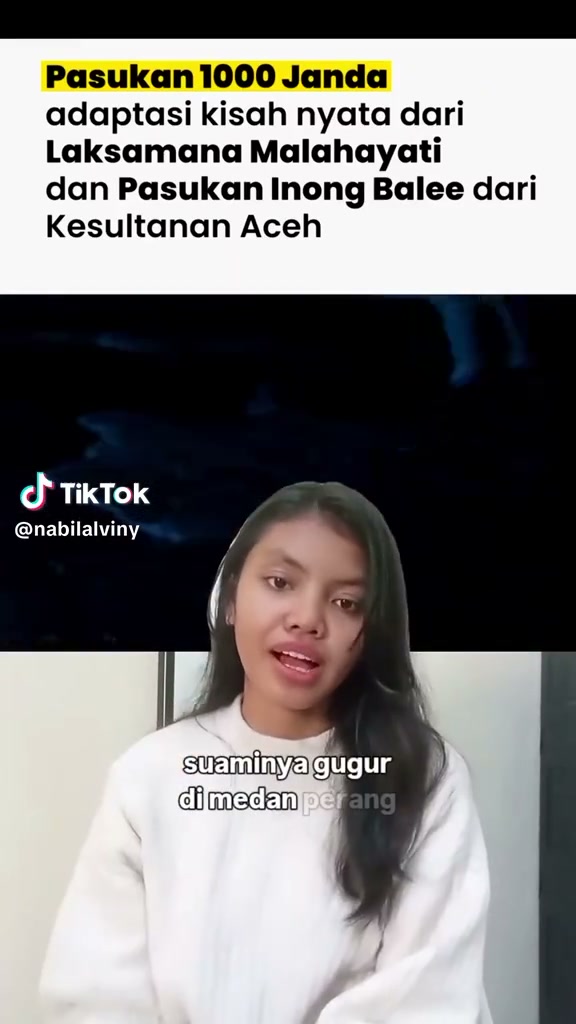 Pasukan 1000 Janda
adaptasi kisah nyata dari
Laksamana Malahayati
dan Pasukan Inong Balee dari
Kesultanan Aceh
TikTok
@nabilalviny
suaminya gugur
di medan perang